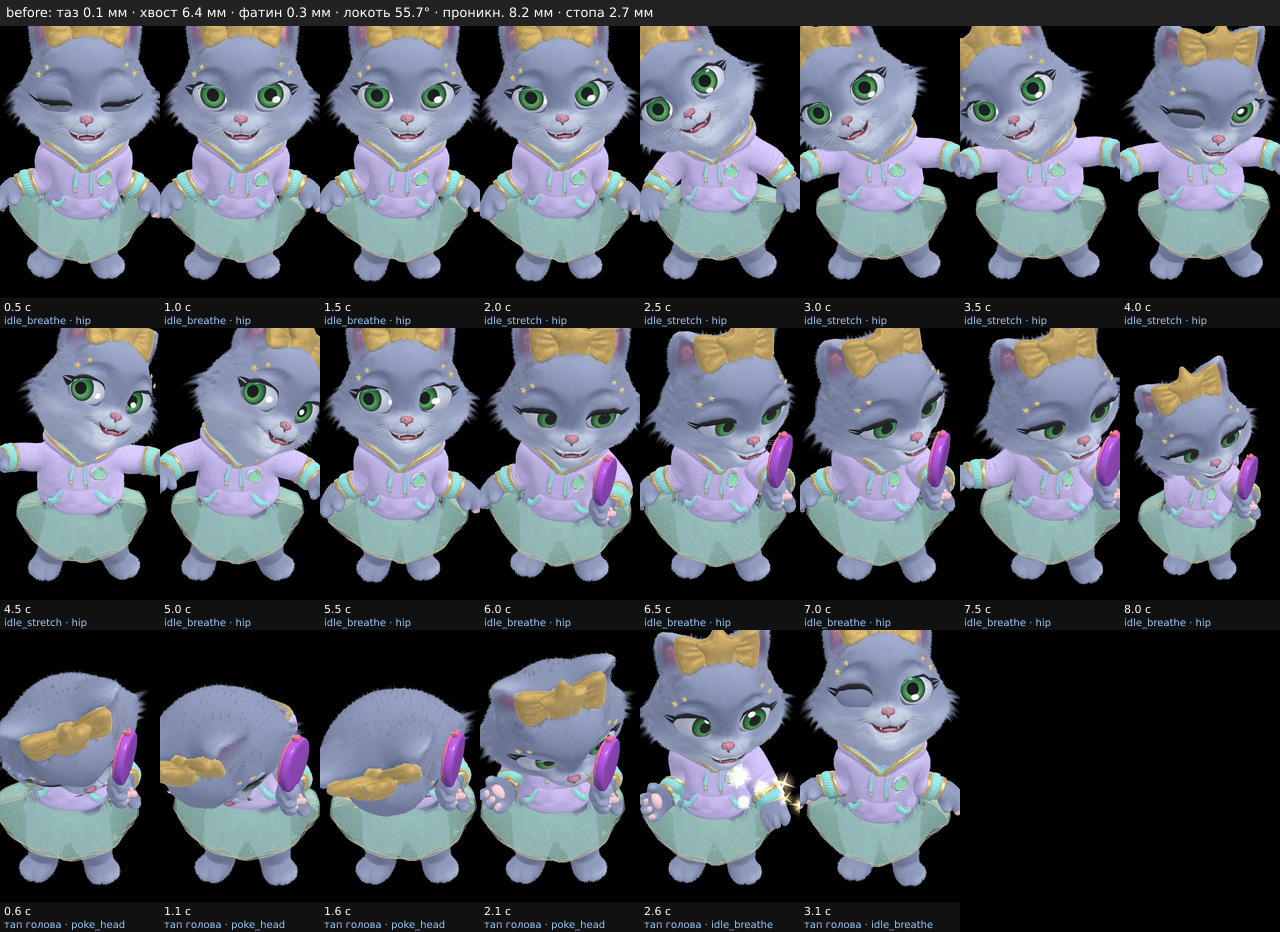 before: таз 0.1 мм · хвост 6.4 мм · фатин 0.3 мм · локоть 55.7° · проникн. 8.2 мм · стопа 2.7 мм
0.5 с 1.0 с 1.5 с 2.0 с 2.5 с 3.0 с 3.5 с 4.0 с
idle_breathe · hip idle_breathe · hip idle_breathe · hip idle_stretch · hip idle_stretch · hip idle_stretch · hip idle_stretch · hip idle_stretch · hip
4.5 с 5.0 с 5.5 с 6.0 с 6.5 с 7.0 с 7.5 с 8.0 с
idle_stretch · hip idle_breathe · hip idle_breathe · hip idle_breathe · hip idle_breathe · hip idle_breathe · hip idle_breathe · hip idle_breathe · hip
0.6 с 1.1 с 1.6 с 2.1 с 2.6 с 3.1 с
тап голова · poke_head тап голова · poke_head тап голова · poke_head тап голова · poke_head тап голова · idle_breathe тап голова · idle_breathe